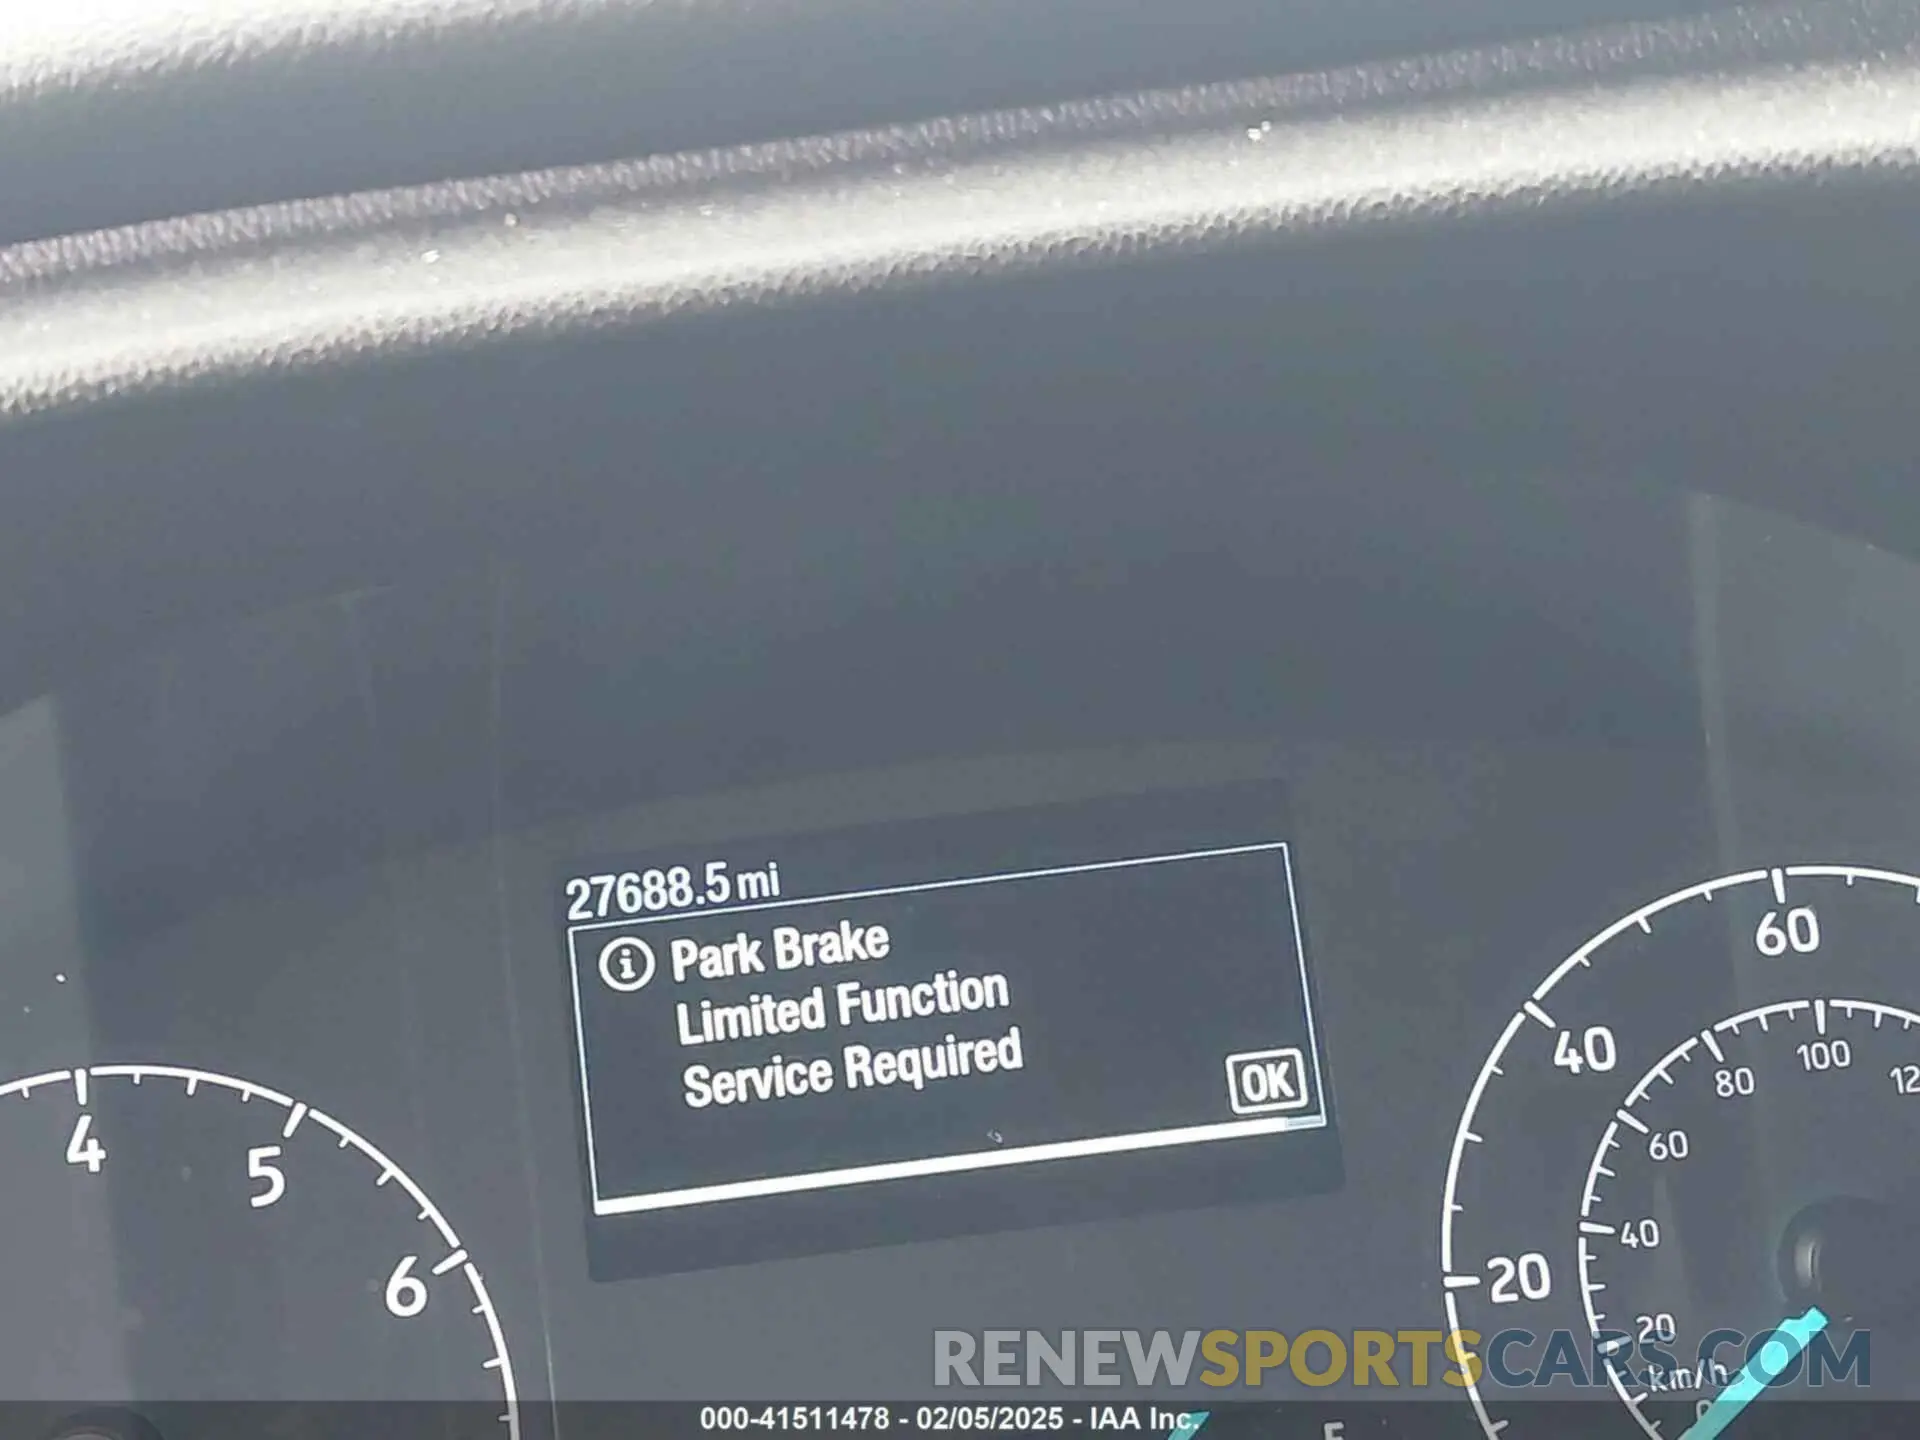 27688.5 mi
Park Brake
Limited Function
Service Required
OK
4
5
6
60
40
20
100
80
60
40
20
km/h
RENEWSPORTSCARS.COM
000-41511478 - 02/05/2025 - IAA Inc.